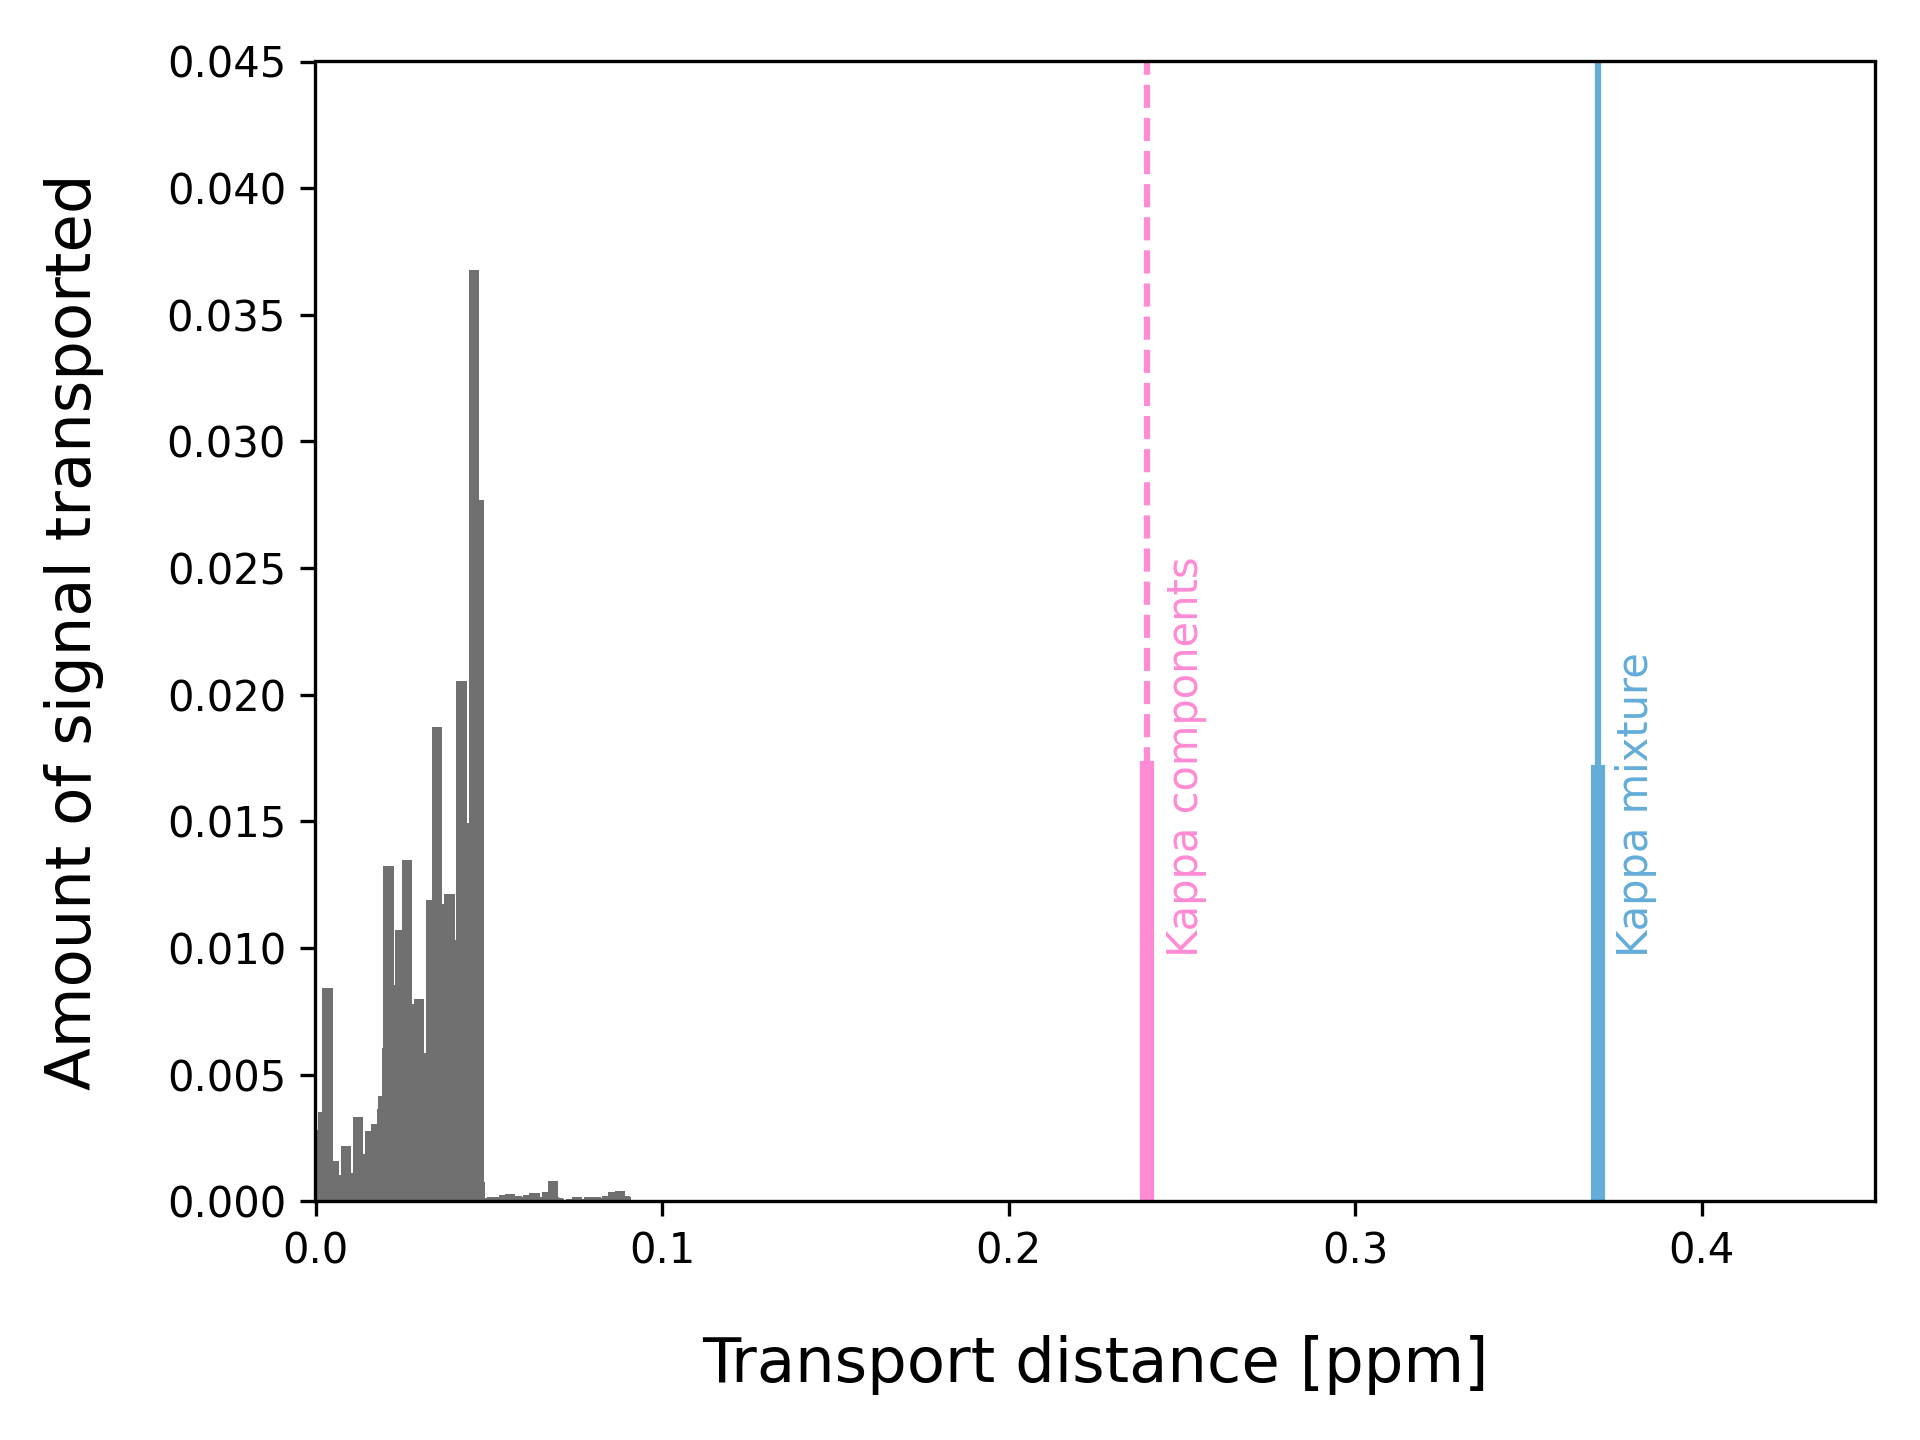 Amount of signal transported
0.045
0.040
0.035
0.030
0.025
0.020
0.015
0.010
0.005
0.000
Kappa components
Kappa mixture
0.0 0.1 0.2 0.3 0.4
Transport distance [ppm]